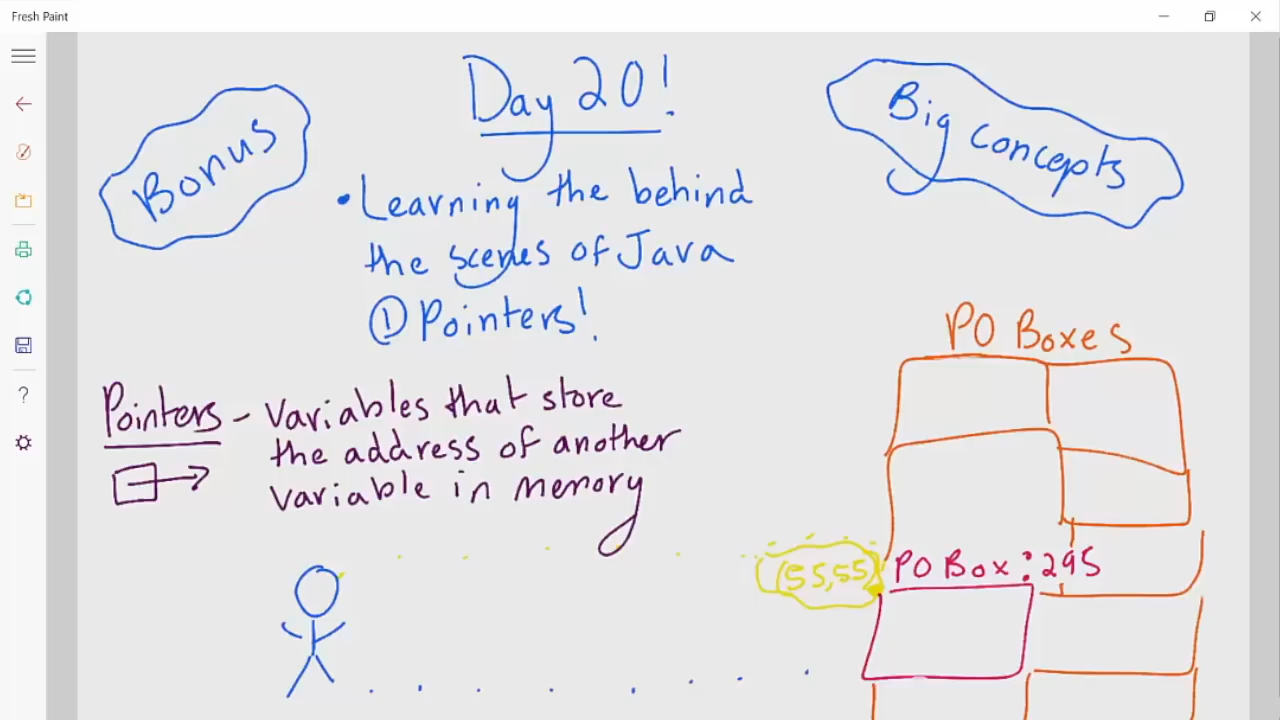 Fresh Paint
Day 20!
Bonus
Big concepts
• Learning the behind
the scenes of Java
① Pointers!
PO Boxes
Pointers - Variables that store
the address of another
variable in memory
(55,55)
PO Box: 295
?